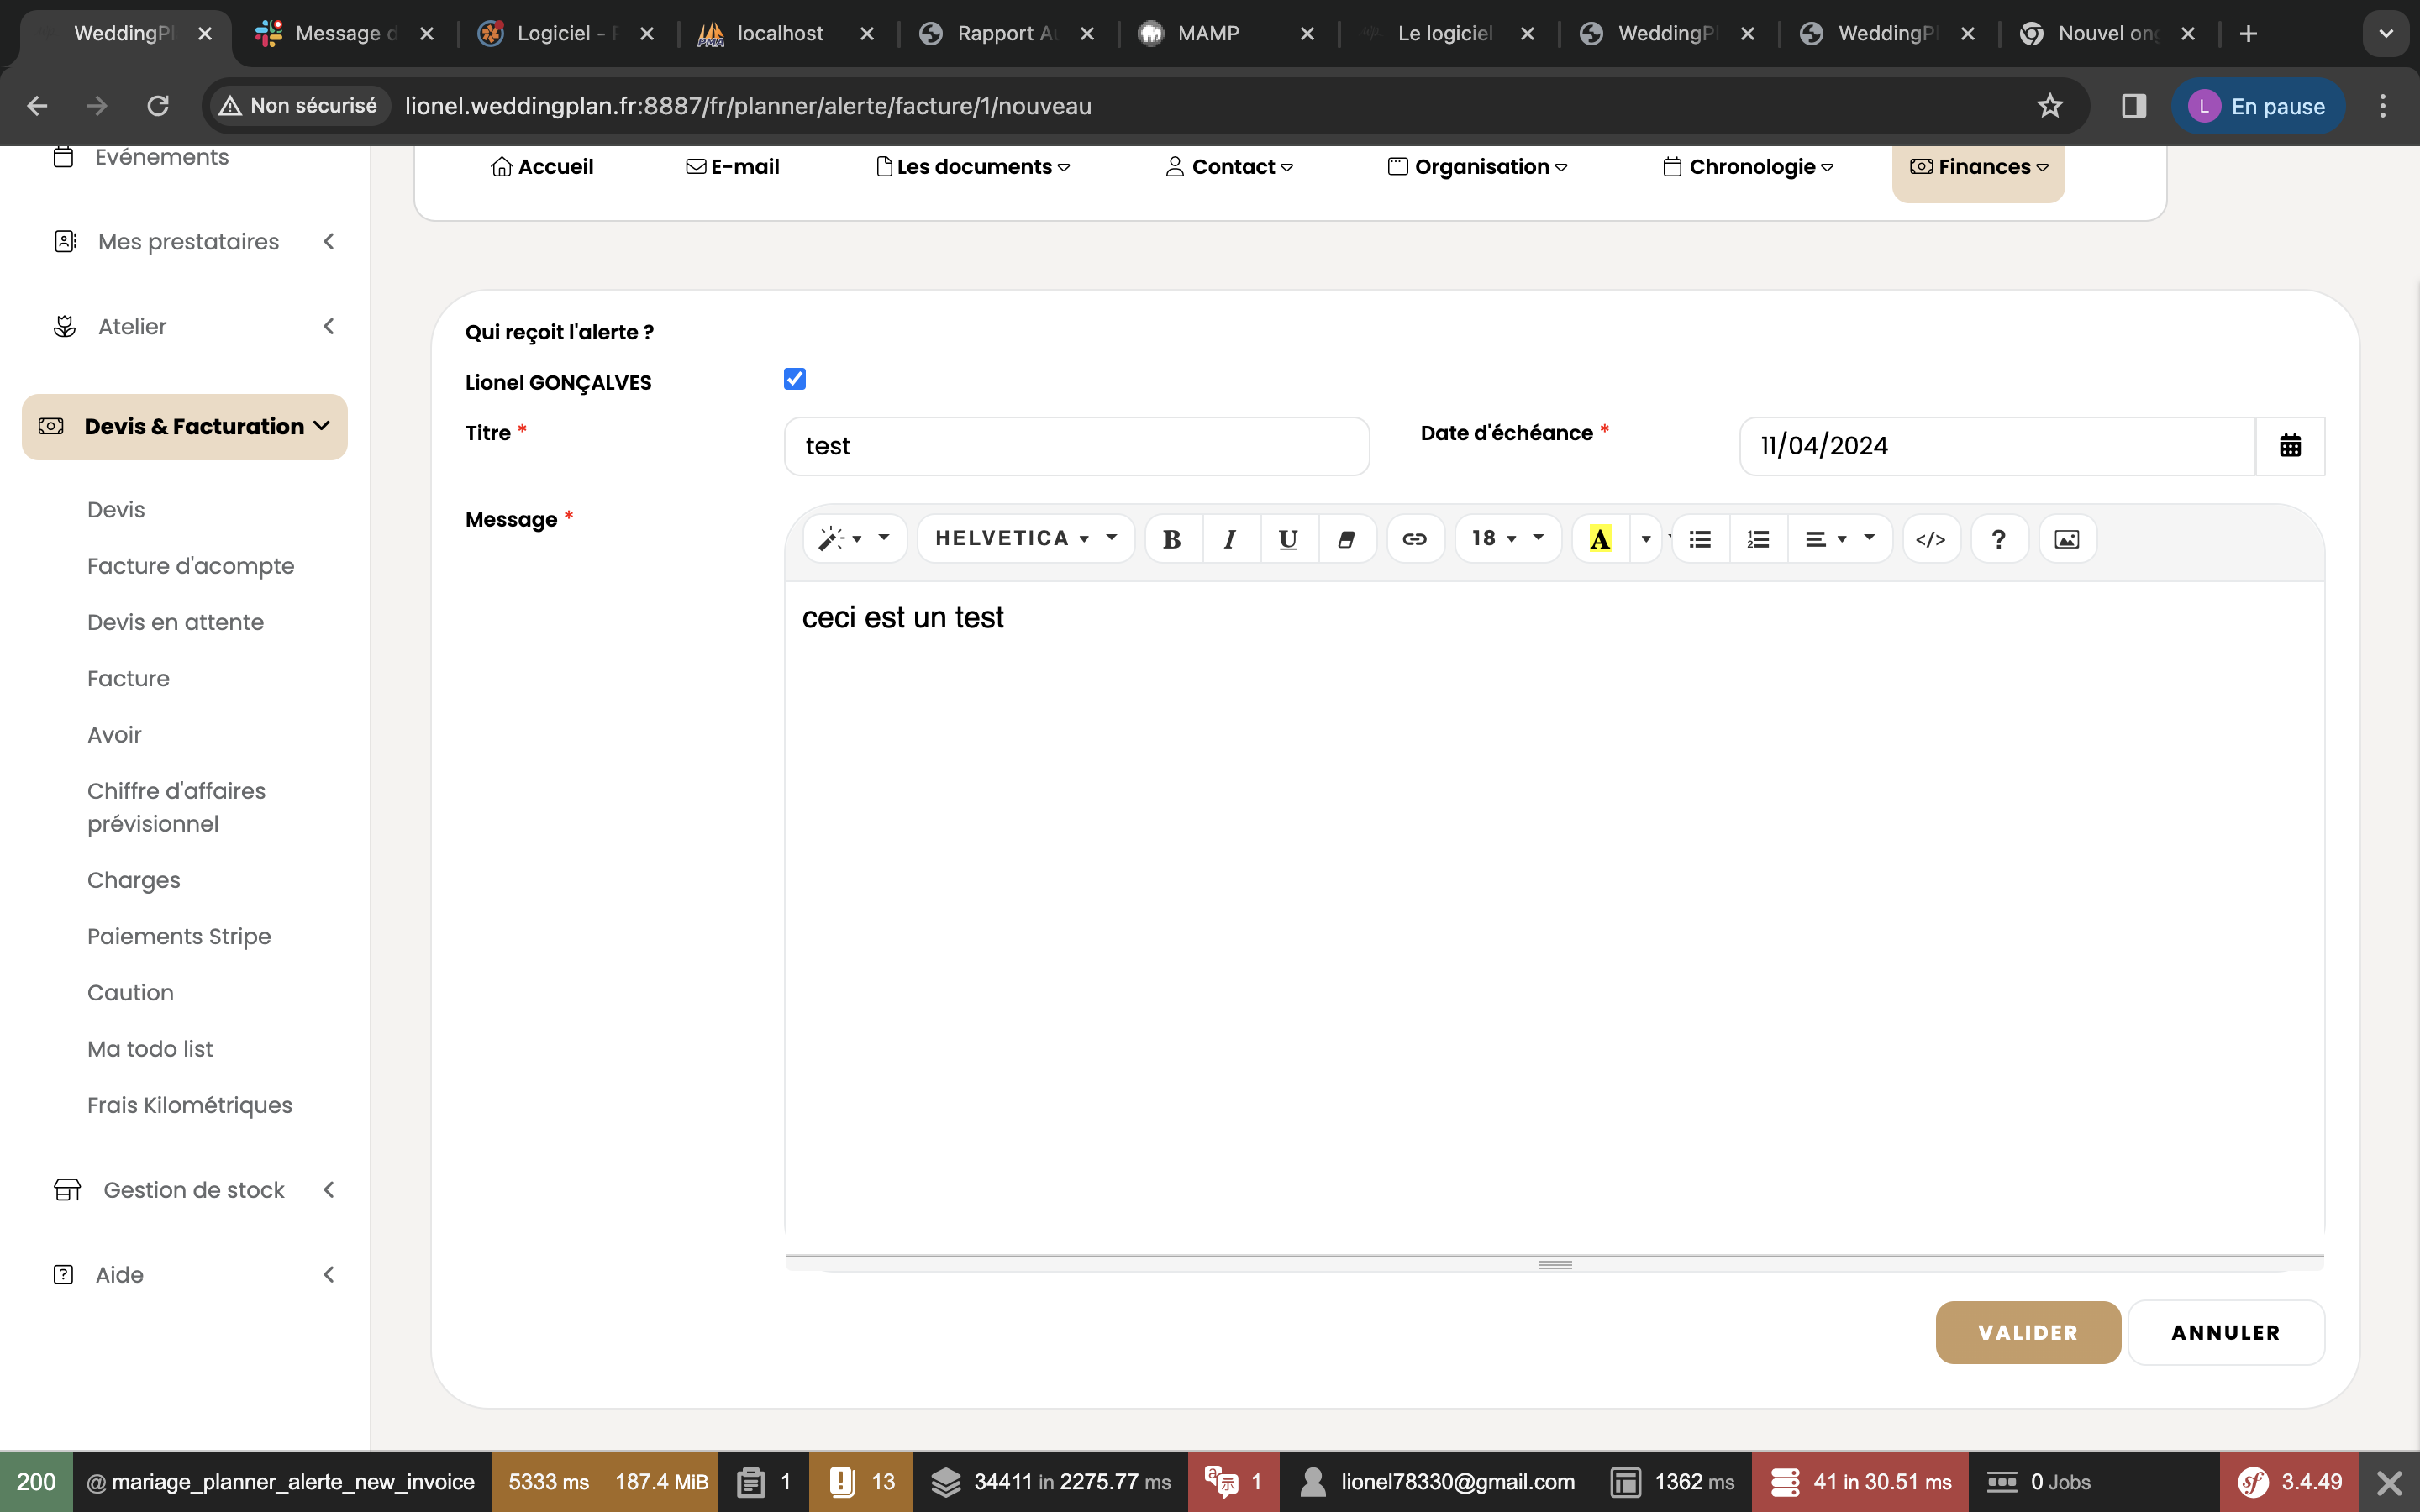 WeddingPl
Message d
Logiciel - F
localhost
Rapport Au
MAMP
Le logiciel
WeddingPl
WeddingPl
Nouvel ong
Non sécurisé
lionel.weddingplan.fr:8887/fr/planner/alerte/facture/1/nouveau
L
En pause
Evénements
Accueil
E-mail
Les documents
Contact
Organisation
Chronologie
Finances
Mes prestataires
Atelier
Devis & Facturation
Devis
Facture d'acompte
Devis en attente
Facture
Avoir
Chiffre d'affaires
prévisionnel
Charges
Paiements Stripe
Caution
Ma todo list
Frais Kilométriques
Gestion de stock
Aide
Qui reçoit l'alerte ?
Lionel GONÇALVES
Titre *
test
Date d'échéance *
11/04/2024
Message *
HELVETICA
B
I
U
18
A
</>
?
ceci est un test
VALIDER
ANNULER
200
@ mariage_planner_alerte_new_invoice
5333 ms
187.4 MiB
1
13
34411 in 2275.77 ms
1
lionel78330@gmail.com
1362 ms
41 in 30.51 ms
0 Jobs
3.4.49